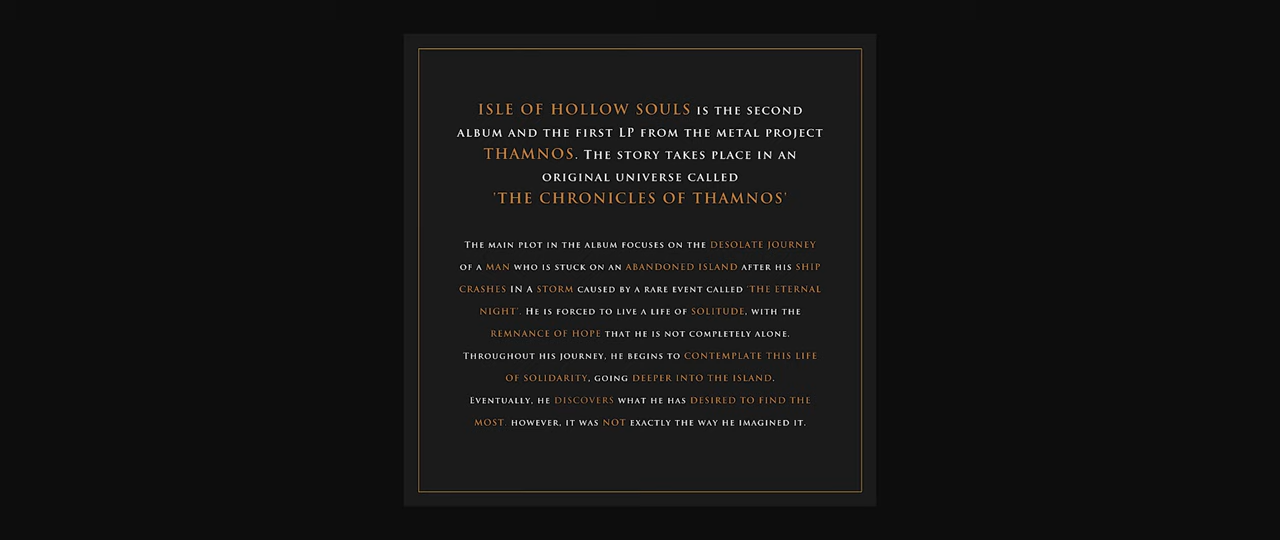 ISLE OF HOLLOW SOULS IS THE SECOND
ALBUM AND THE FIRST LP FROM THE METAL PROJECT
THAMNOS. THE STORY TAKES PLACE IN AN
ORIGINAL UNIVERSE CALLED
'THE CHRONICLES OF THAMNOS'
THE MAIN PLOT IN THE ALBUM FOCUSES ON THE DESOLATE JOURNEY
OF A MAN WHO IS STUCK ON AN ABANDONED ISLAND AFTER HIS SHIP
CRASHES IN A STORM CAUSED BY A RARE EVENT CALLED 'THE ETERNAL
NIGHT'. HE IS FORCED TO LIVE A LIFE OF SOLITUDE, WITH THE
REMNANCE OF HOPE THAT HE IS NOT COMPLETELY ALONE.
THROUGHOUT HIS JOURNEY, HE BEGINS TO CONTEMPLATE THIS LIFE
OF SOLIDARITY, GOING DEEPER INTO THE ISLAND.
EVENTUALLY, HE DISCOVERS WHAT HE HAS DESIRED TO FIND THE
MOST. HOWEVER, IT WAS NOT EXACTLY THE WAY HE IMAGINED IT.